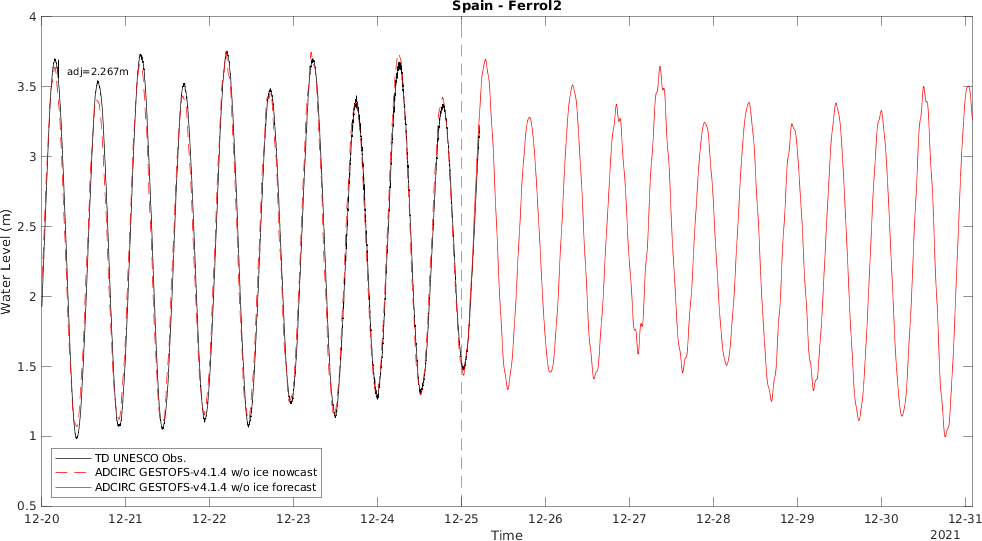 Spain - Ferrol2
4
3.5
3
2.5
2
1.5
1
0.5
Water Level (m)
adj=2.267m
TD UNESCO Obs.
ADCIRC GESTOFS-v4.1.4 w/o ice nowcast
ADCIRC GESTOFS-v4.1.4 w/o ice forecast
12-20 12-21 12-22 12-23 12-24 12-25 12-26 12-27 12-28 12-29 12-30 12-31
Time
2021